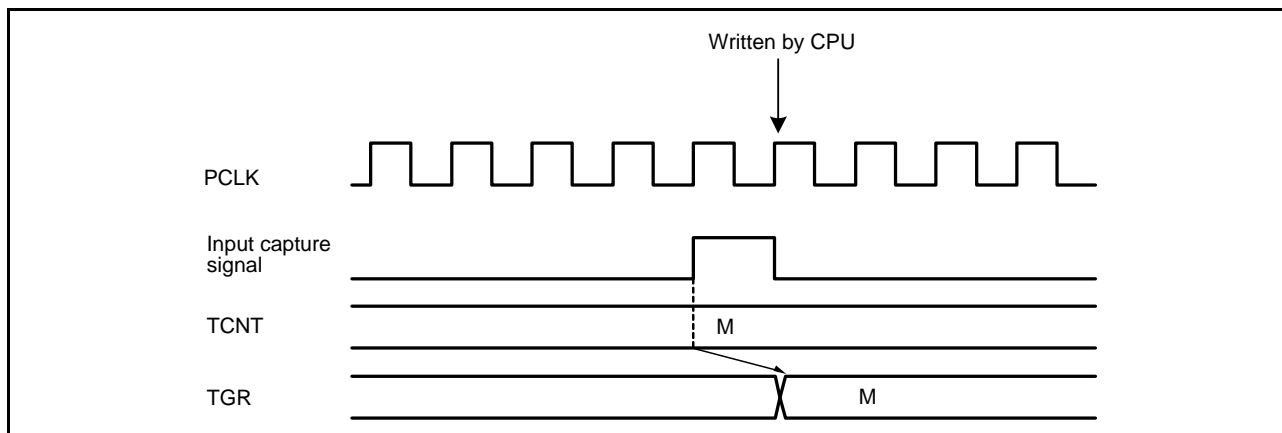 Written by CPU
PCLK
Input capture
signal
TCNT
M
TGR
M